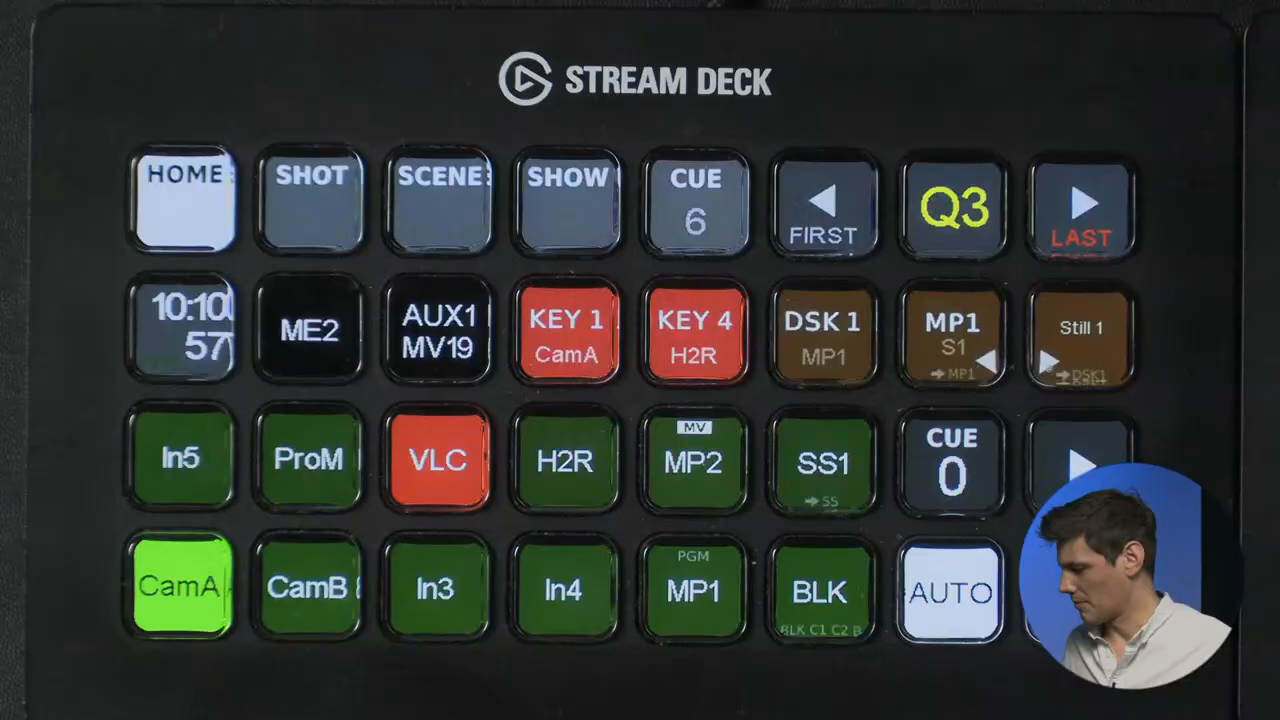 STREAM DECK
HOME
SHOT
SCENE
SHOW
CUE
6
FIRST
Q3
LAST
10:10
57
ME2
AUX1
MV19
KEY 1
CamA
KEY 4
H2R
DSK 1
MP1
MP1
S1
MP1
Still 1
DSK1
In5
ProM
VLC
H2R
MV
MP2
SS1
SS
CUE
0
CamA
CamB
In3
In4
PGM
MP1
BLK
BLK C1 C2 B
AUTO